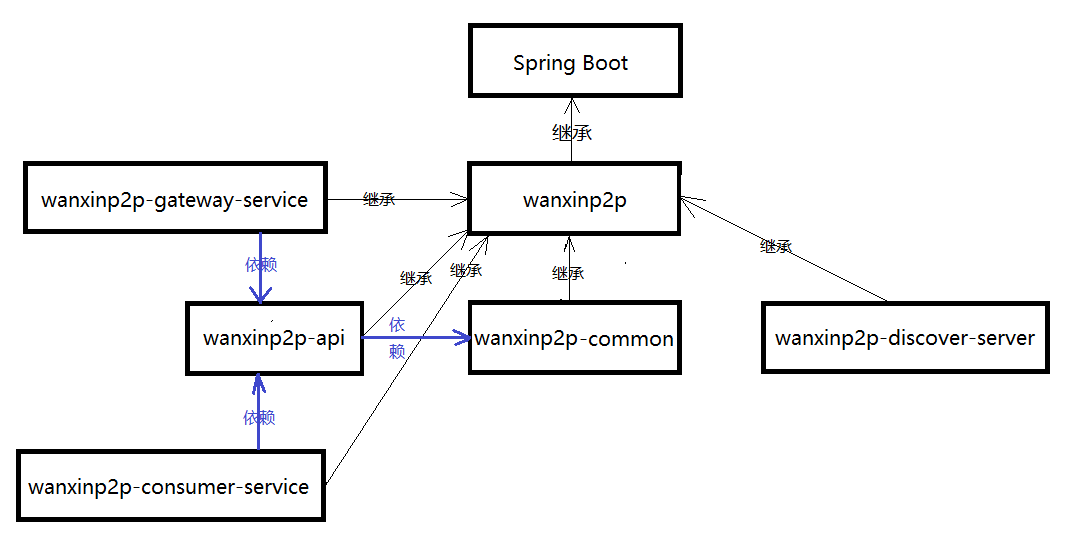 Spring Boot
继承
wanxinp2p-gateway-service
继承
wanxinp2p
继承
依赖
继承
继承
继承
依
赖
wanxinp2p-api
wanxinp2p-common
wanxinp2p-discover-server
依赖
wanxinp2p-consumer-service